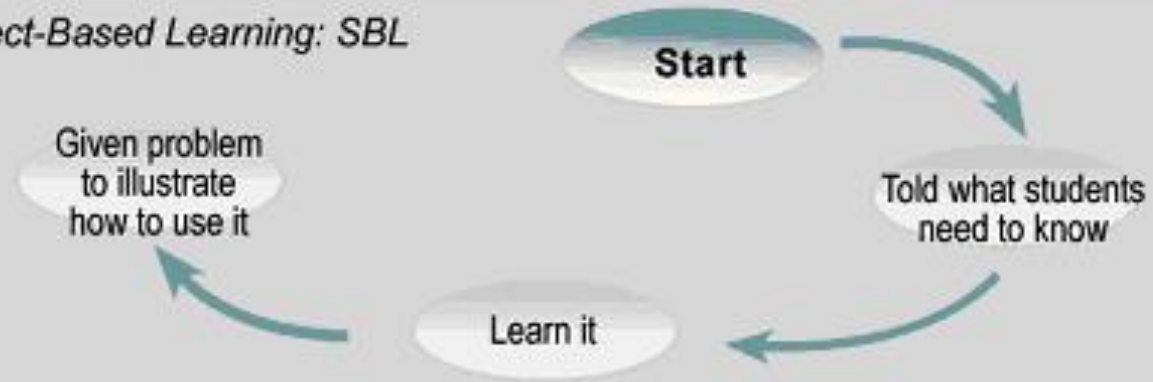 ect-Based Learning: SBL
Start
Told what students
need to know
Learn it
Given problem
to illustrate
how to use it